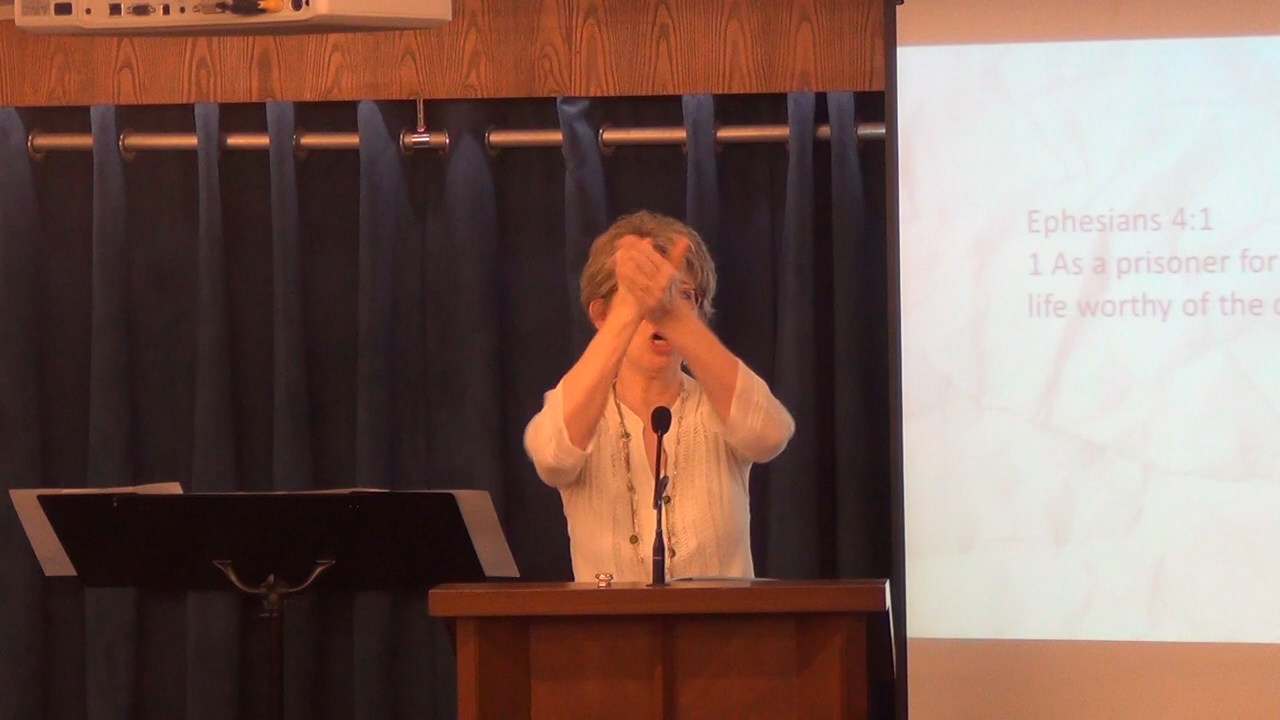 Ephesians 4:1
1 As a prisoner for
life worthy of the